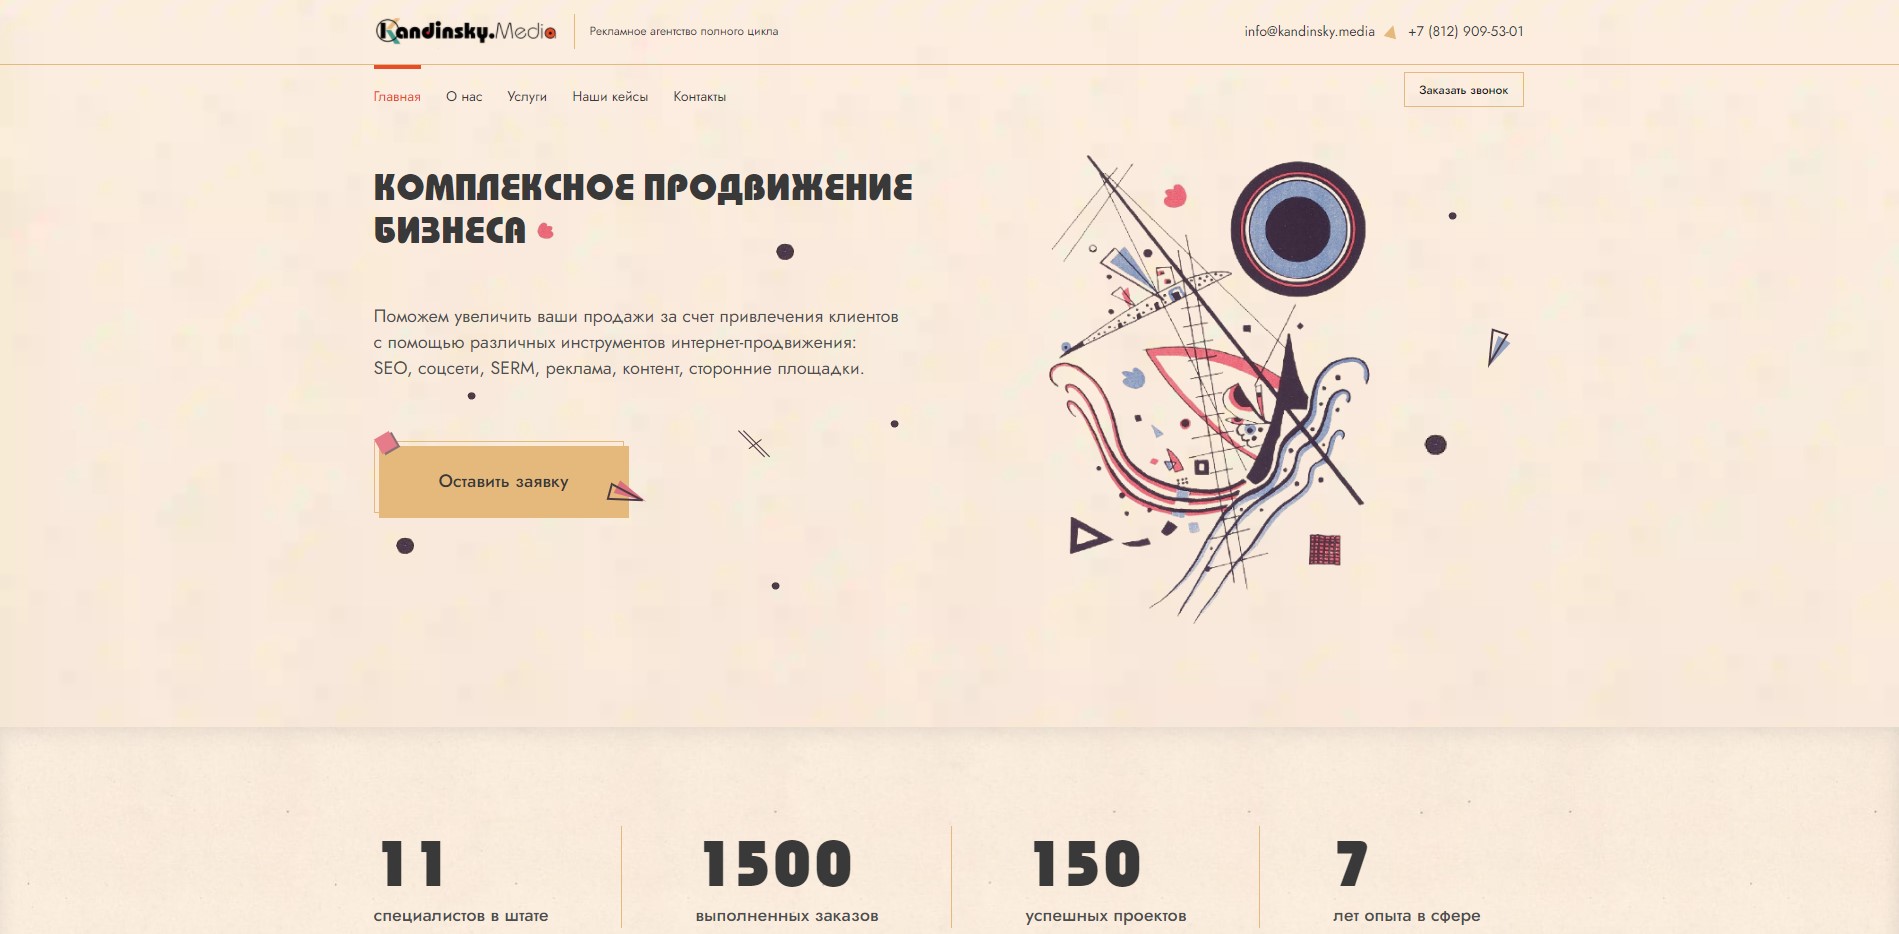 Kandinsky.Media
Рекламное агентство полного цикла
info@kandinsky.media
+7 (812) 909-53-01
Главная
О нас
Услуги
Наши кейсы
Контакты
Заказать звонок
КОМПЛЕКСНОЕ ПРОДВИЖЕНИЕ
БИЗНЕСА
Поможем увеличить ваши продажи за счет привлечения клиентов
с помощью различных инструментов интернет-продвижения:
SEO, соцсети, SERM, реклама, контент, сторонние площадки.
Оставить заявку
11
специалистов в штате
1500
выполненных заказов
150
успешных проектов
7
лет опыта в сфере